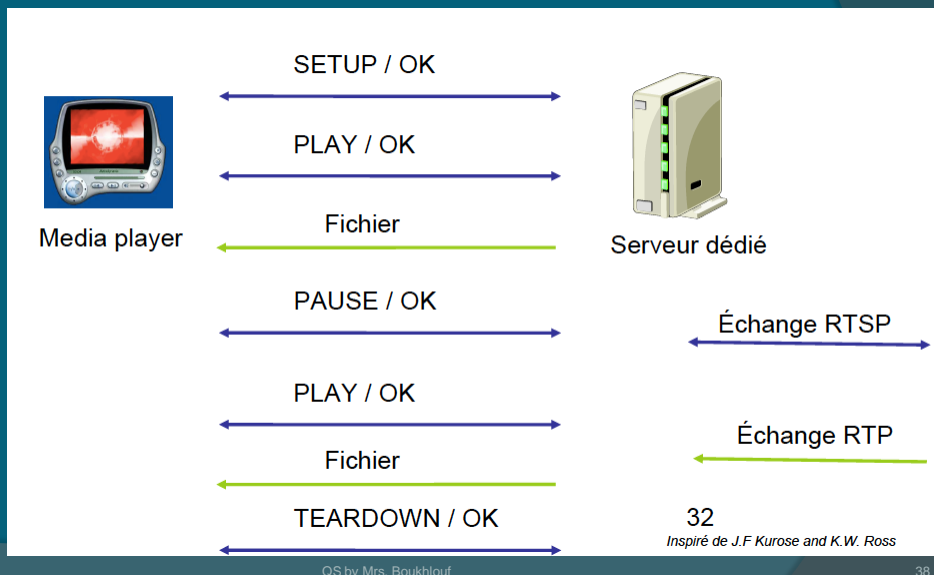 SETUP / OK
PLAY / OK
Fichier
Media player
Serveur dédié
PAUSE / OK
Échange RTSP
PLAY / OK
Échange RTP
Fichier
TEARDOWN / OK
32
Inspiré de J.F Kurose and K.W. Ross
QS by Mrs. Boukhlouf
38